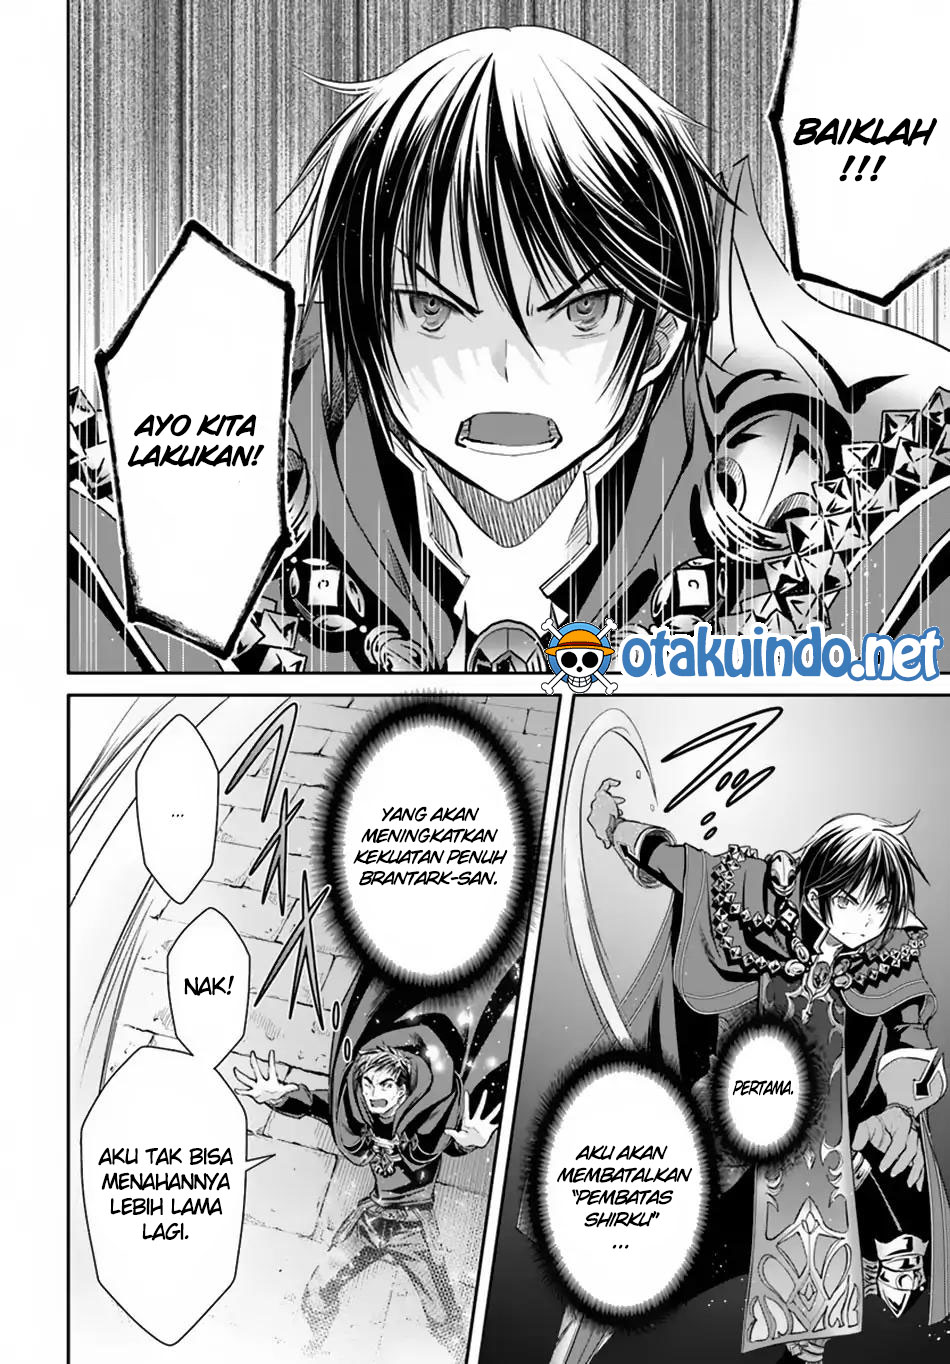 BAIKLAH
!!!
AYO KITA
LAKUKAN!
otakuindo.net
PERTAMA.
AKU AKAN
MEMBATALKAN
"PEMBATAS
SHIRKU"
...
YANG AKAN
MENINGKATKAN
KEKUATAN PENUH
BRANTARK-SAN.
...
NAK!
AKU TAK BISA
MENAHANNYA
LEBIH LAMA
LAGI.